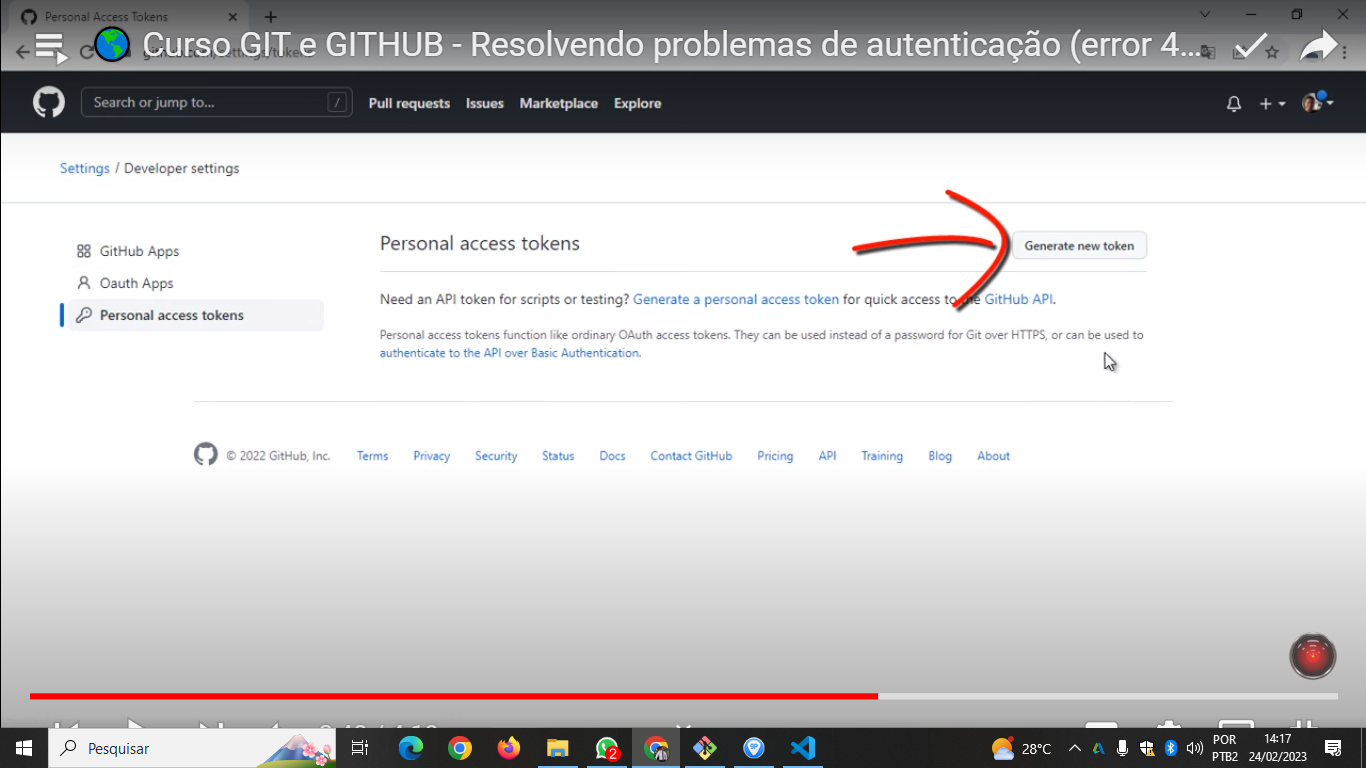 Personal Access Tokens
Curso GIT e GITHUB - Resolvendo problemas de autenticação (error 4...
Search or jump to...
/
Pull requests
Issues
Marketplace
Explore
Settings / Developer settings
GitHub Apps
Oauth Apps
Personal access tokens
Personal access tokens
Generate new token
Need an API token for scripts or testing? Generate a personal access token for quick access to the GitHub API.
Personal access tokens function like ordinary OAuth access tokens. They can be used instead of a password for Git over HTTPS, or can be used to
authenticate to the API over Basic Authentication.
© 2022 GitHub, Inc.
Terms
Privacy
Security
Status
Docs
Contact GitHub
Pricing
API
Training
Blog
About
Pesquisar
2
28°C
POR
PTB2
14:17
24/02/2023